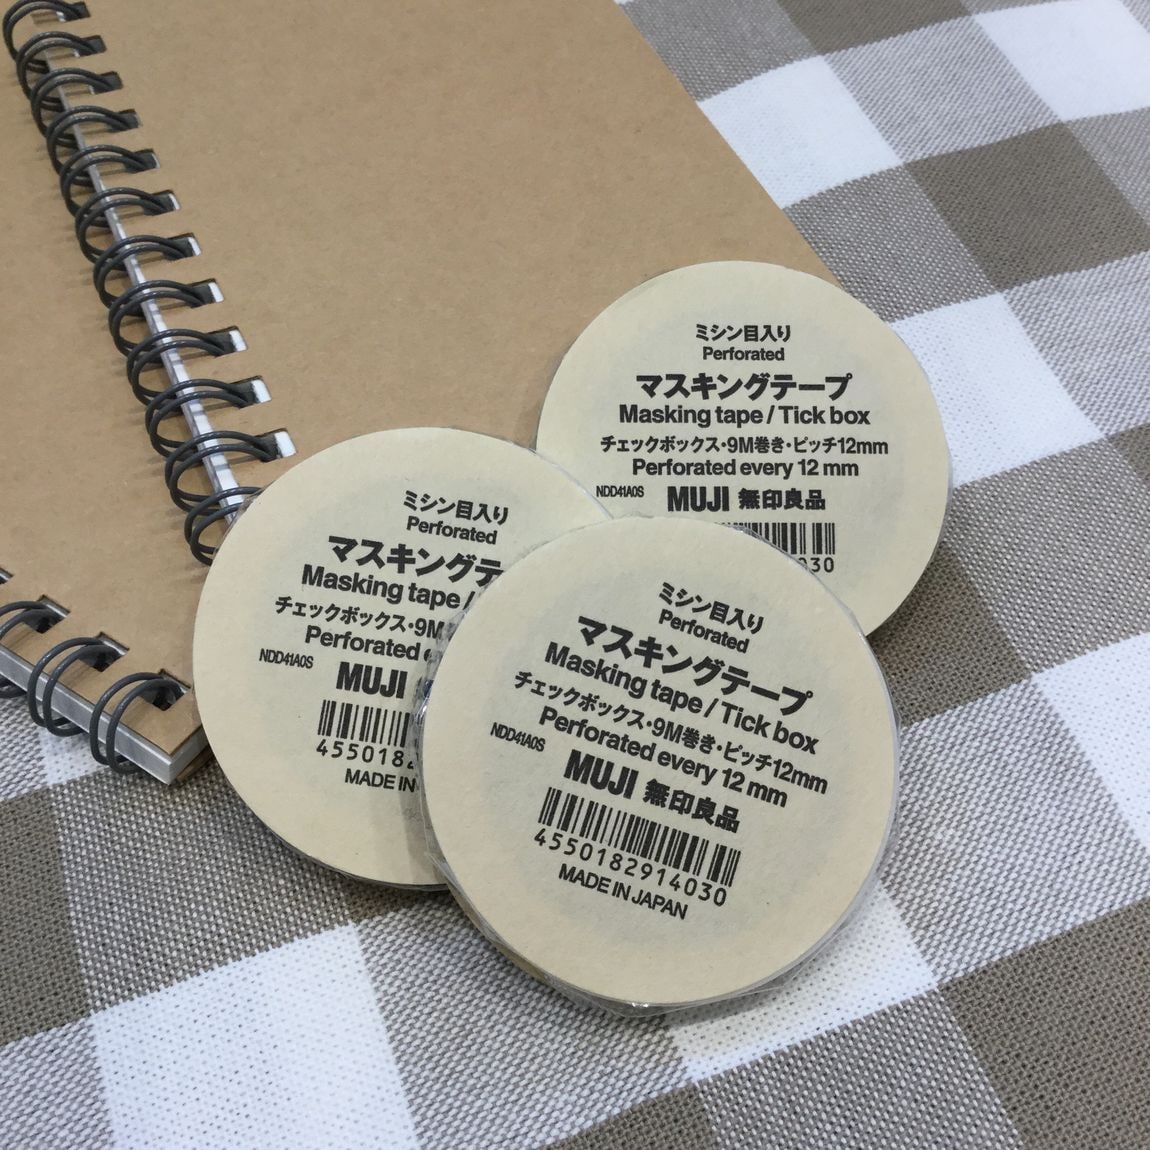 ミシン目入り
Perforated
マスキングテープ
Masking tape / Tick box
チェックボックス・9M巻き・ピッチ12mm
Perforated every 12 mm
NDD41A0S
MUJI 無印良品
030
ミシン目入り
Perforated
マスキングテ
Masking tape /
チェックボックス・9M
Perforated e
NDD41A0S
MUJI
4550182
MADE IN
ミシン目入り
Perforated
マスキングテープ
Masking tape / Tick box
チェックボックス・9M巻き・ピッチ12mm
Perforated every 12 mm
NDD41A0S
MUJI 無印良品
4550182914030
MADE IN JAPAN